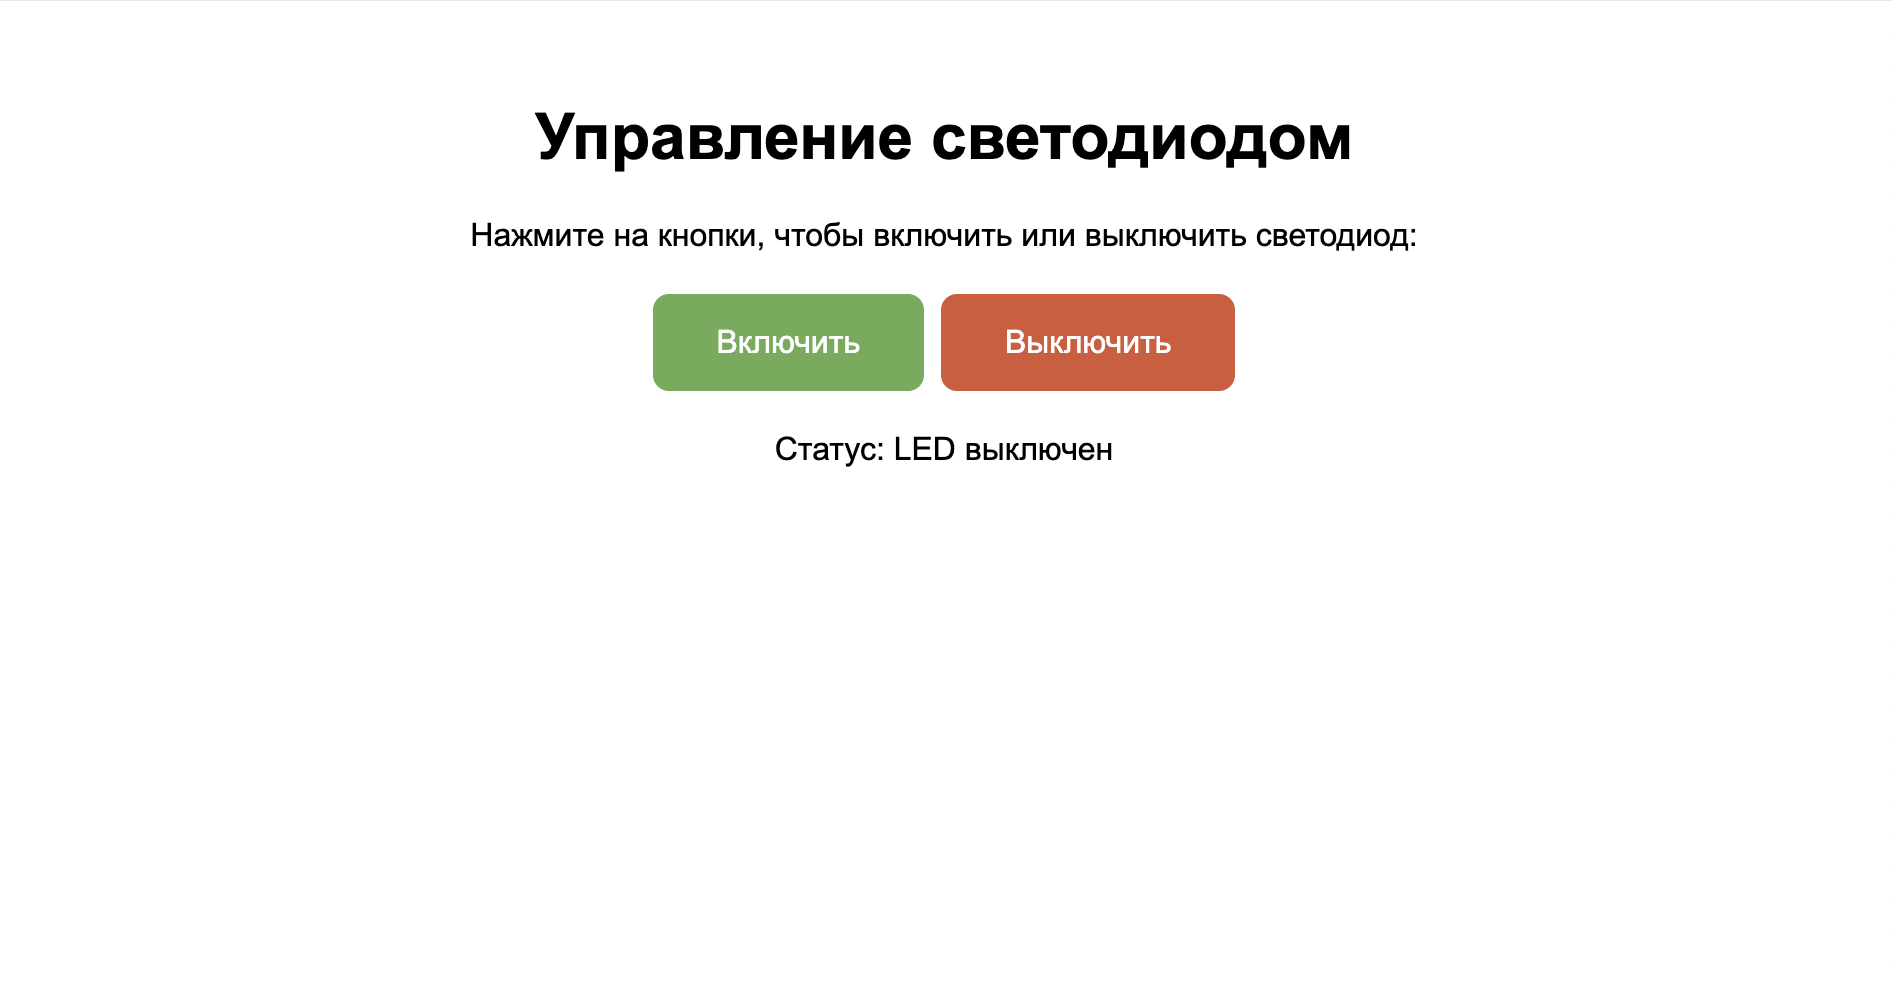 Управление светодиодом
Нажмите на кнопки, чтобы включить или выключить светодиод:
Включить
Выключить
Статус: LED выключен